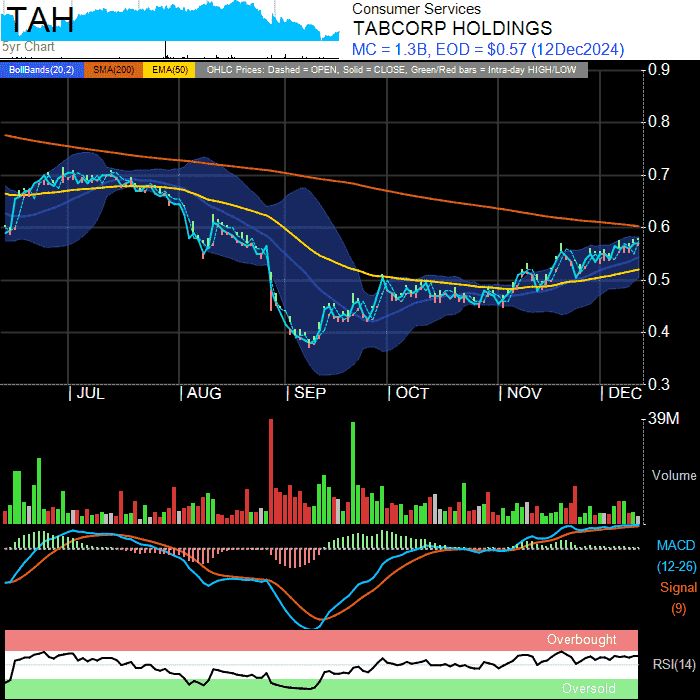 TAH
5yr Chart
Consumer Services
TABCORP HOLDINGS
MC = 1.3B, EOD = $0.57 (12Dec2024)
BollBands(20,2) SMA(200) EMA(50) OHLC Prices: Dashed = OPEN, Solid = CLOSE, Green/Red bars = Intra-day HIGH/LOW
0.9
0.8
0.7
0.6
0.5
0.4
0.3
JUL AUG SEP OCT NOV DEC
39M
Volume
MACD
(12-26)
Signal
(9)
Overbought
RSI(14)
Oversold